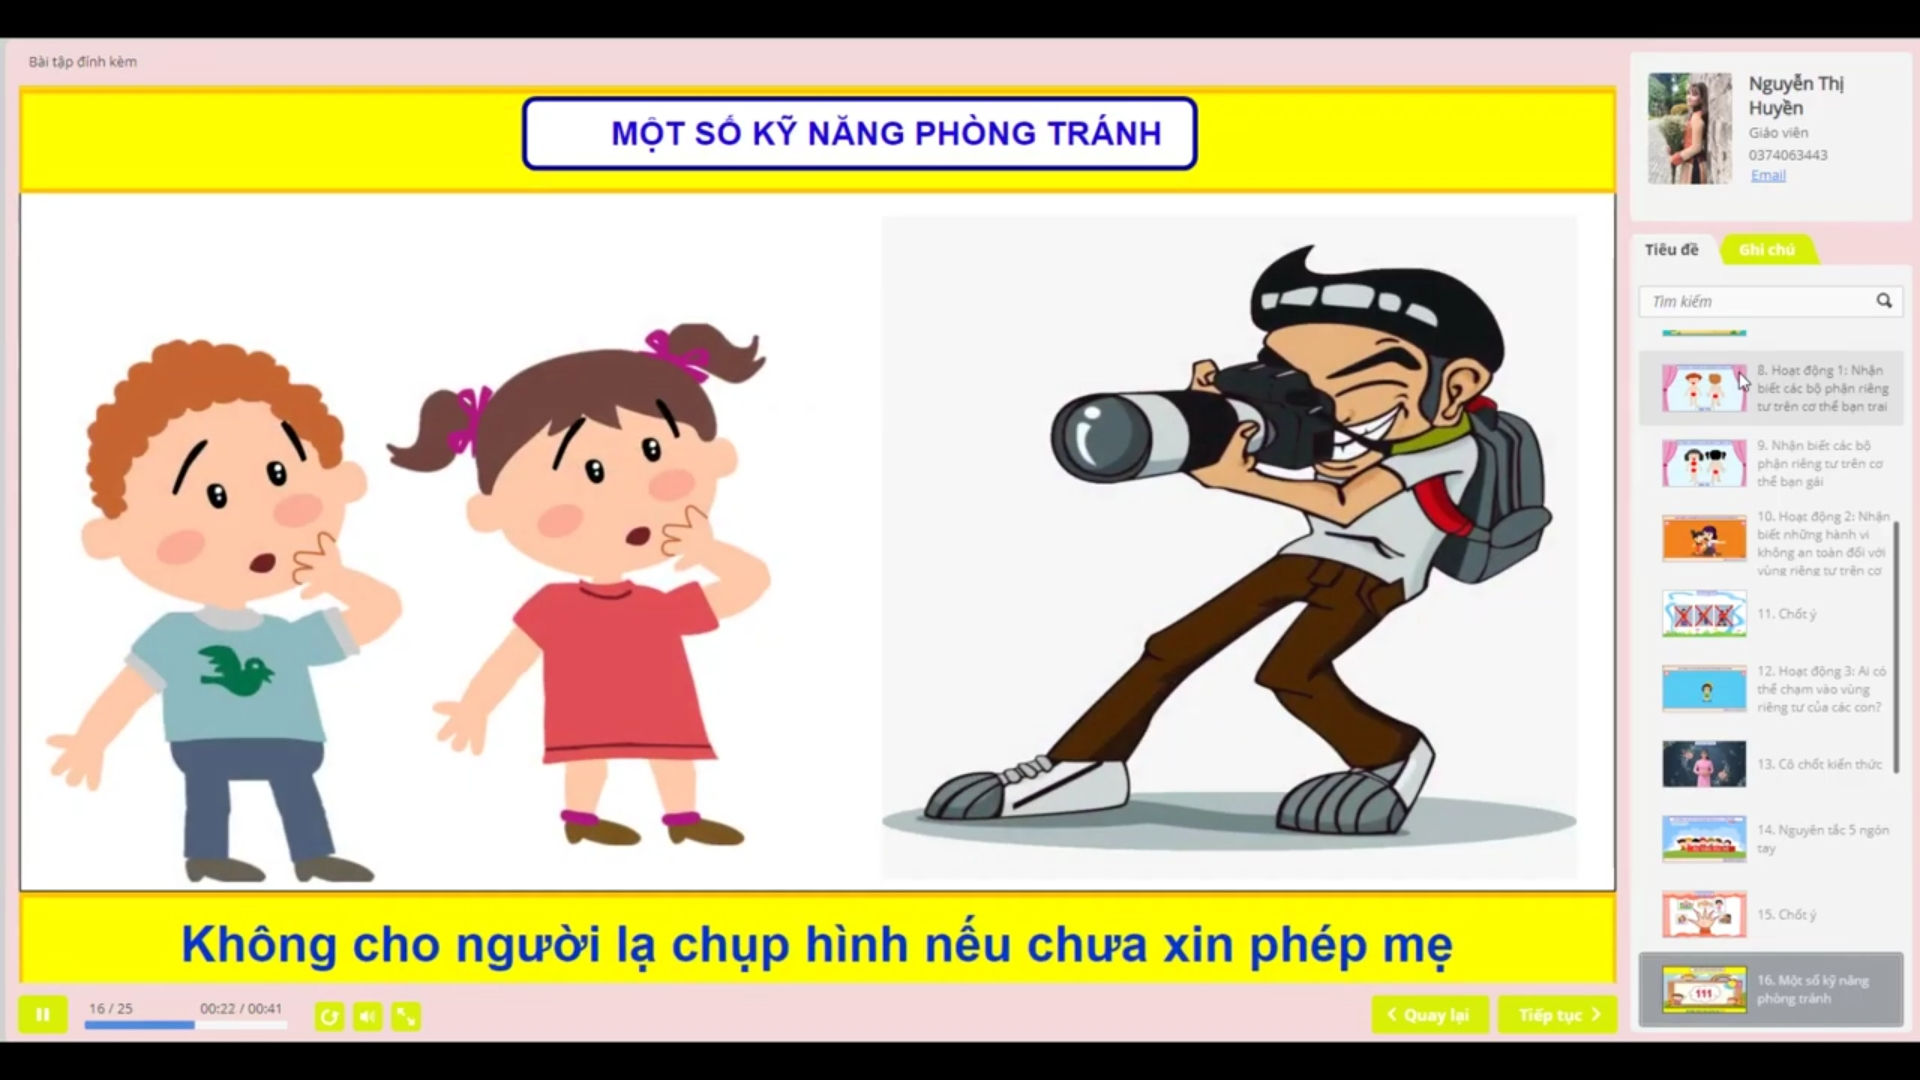 Bài tập đính kèm
MỘT SỐ KỸ NĂNG PHÒNG TRÁNH
Không cho người lạ chụp hình nếu chưa xin phép mẹ
16 / 25
00:22 / 00:41
Quay lại
Tiếp tục
Nguyễn Thị
Huyền
Giáo viên
0374063443
Email
Tiêu đề
Ghi chú
Tìm kiếm
8. Hoạt động 1: Nhận
biết các bộ phận riêng
tư trên cơ thể bạn trai
9. Nhận biết các bộ
phận riêng tư trên cơ
thể bạn gái
10. Hoạt động 2: Nhận
biết những hành vi
không an toàn đối với
vùng riêng tư trên cơ
11. Chốt ý
12. Hoạt động 3: Ai có
thể chạm vào vùng
riêng tư của các con?
13. Cô chốt kiến thức
14. Nguyên tắc 5 ngón
tay
15. Chốt ý
111
16. Một số kỹ năng
phòng tránh